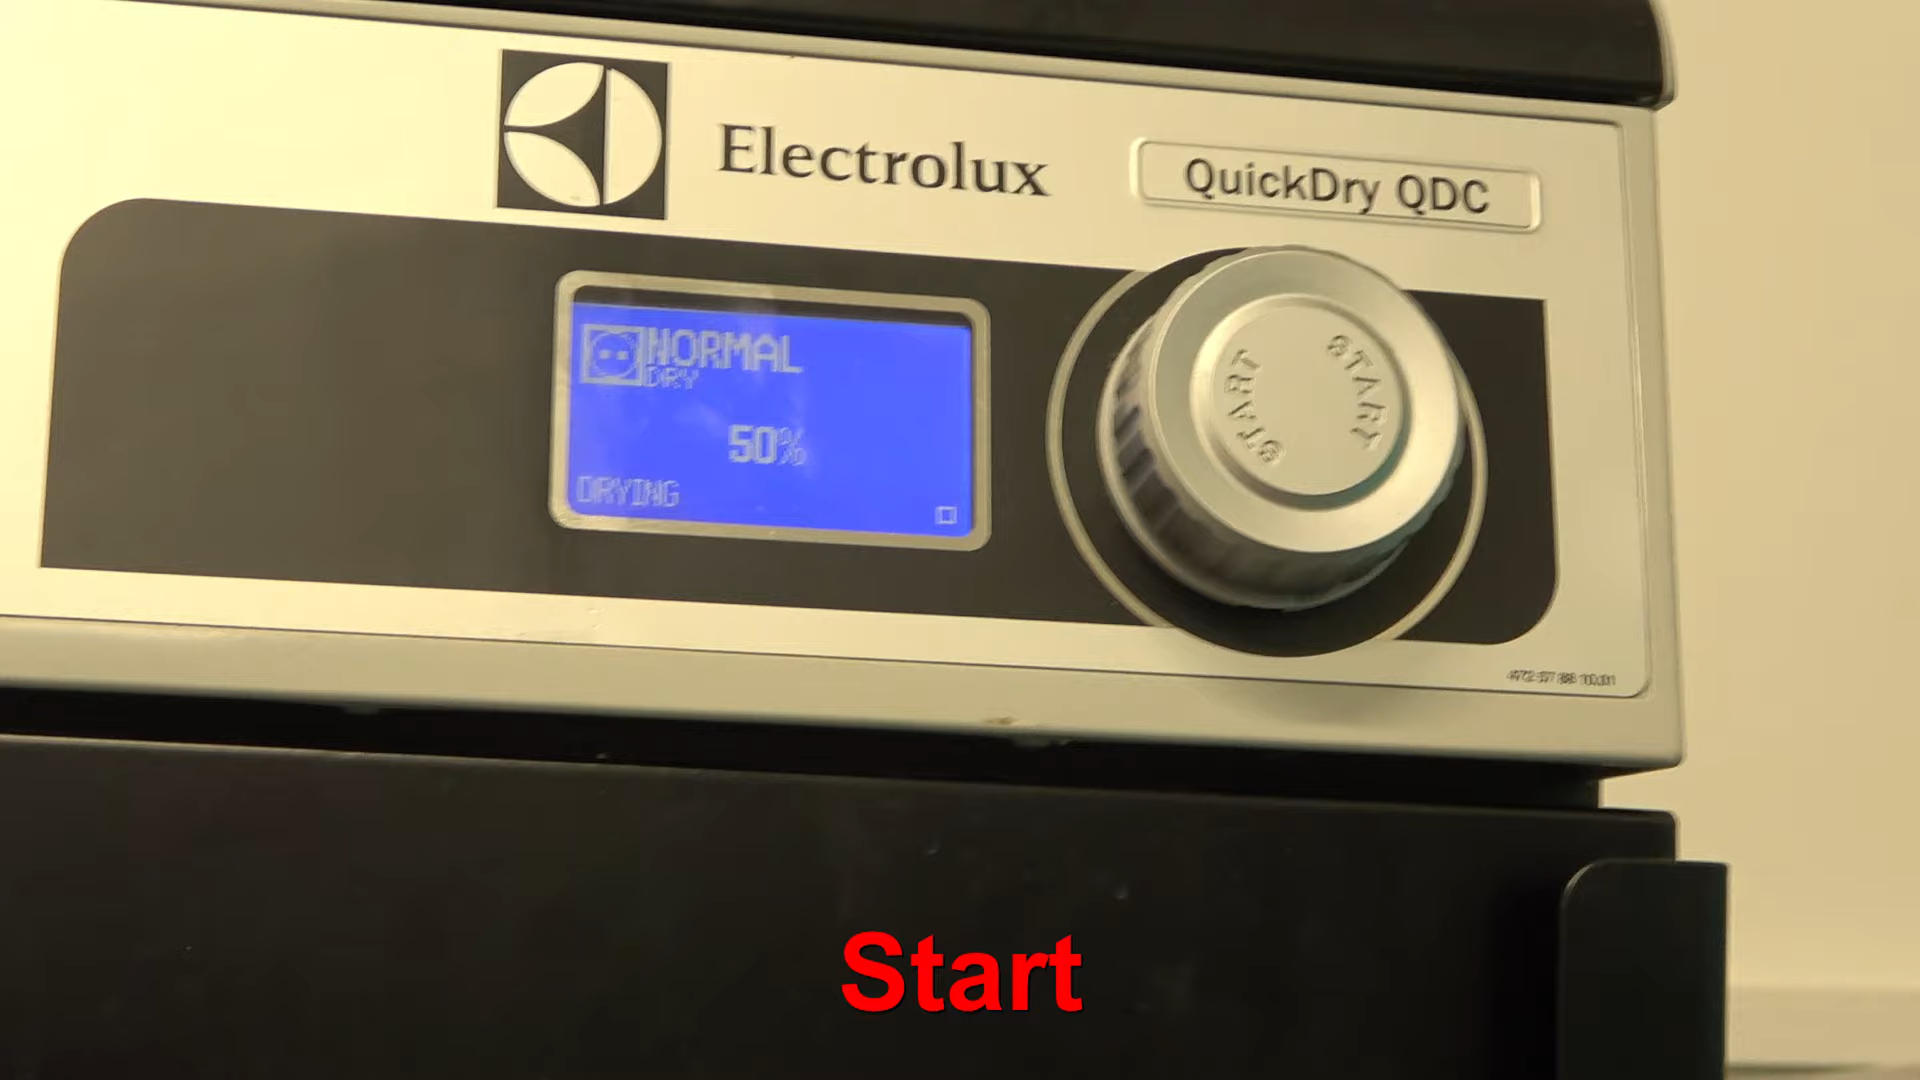 Electrolux
QuickDry QDC
NORMAL
DRY
50%
DRYING
START
START
Start